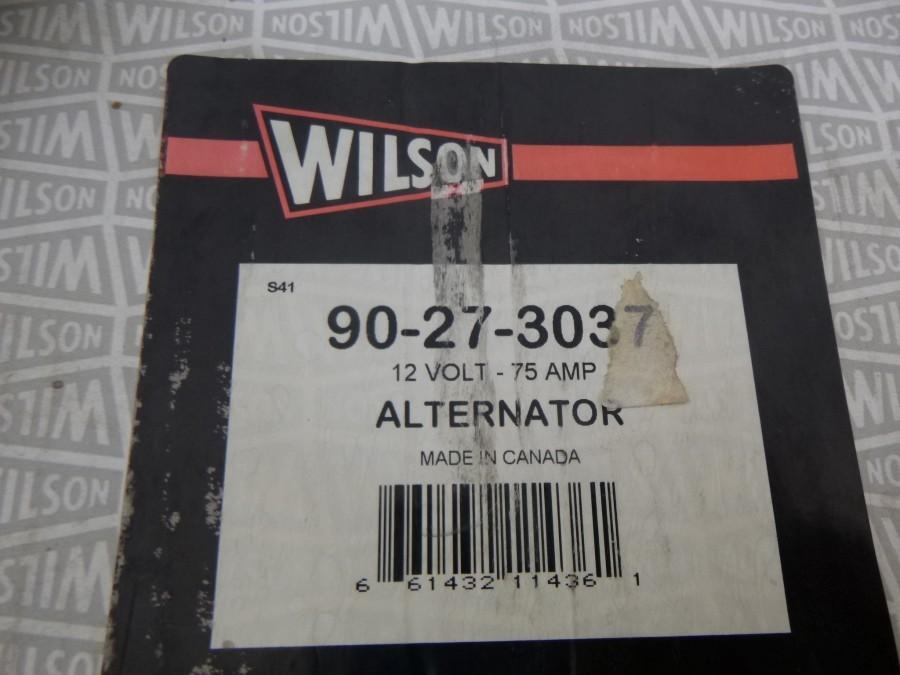 WILSON
S41
90-27-3037
12 VOLT - 75 AMP
ALTERNATOR
MADE IN CANADA
6 61432 11436 1